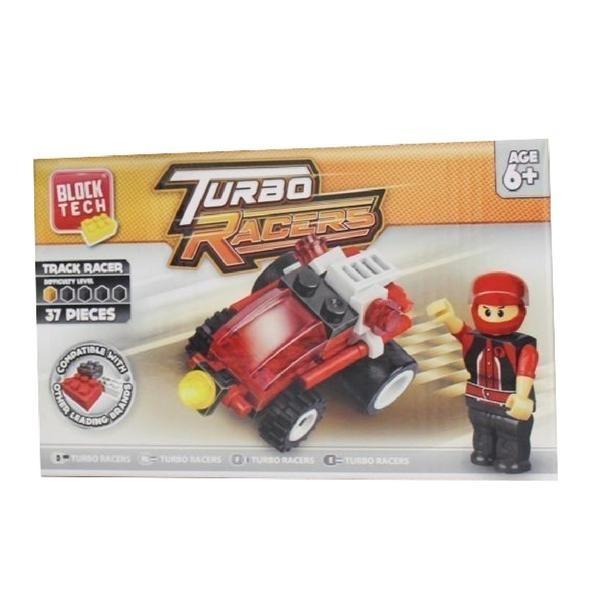 BLOCK
TECH
TURBO
RACERS
AGE
6+
TRACK RACER
DIFFICULTY LEVEL
37 PIECES
COMPATIBLE WITH
OTHER LEADING BRANDS
TURBO RACERS
TURBO RACERS
TURBO RACERS
TURBO RACERS